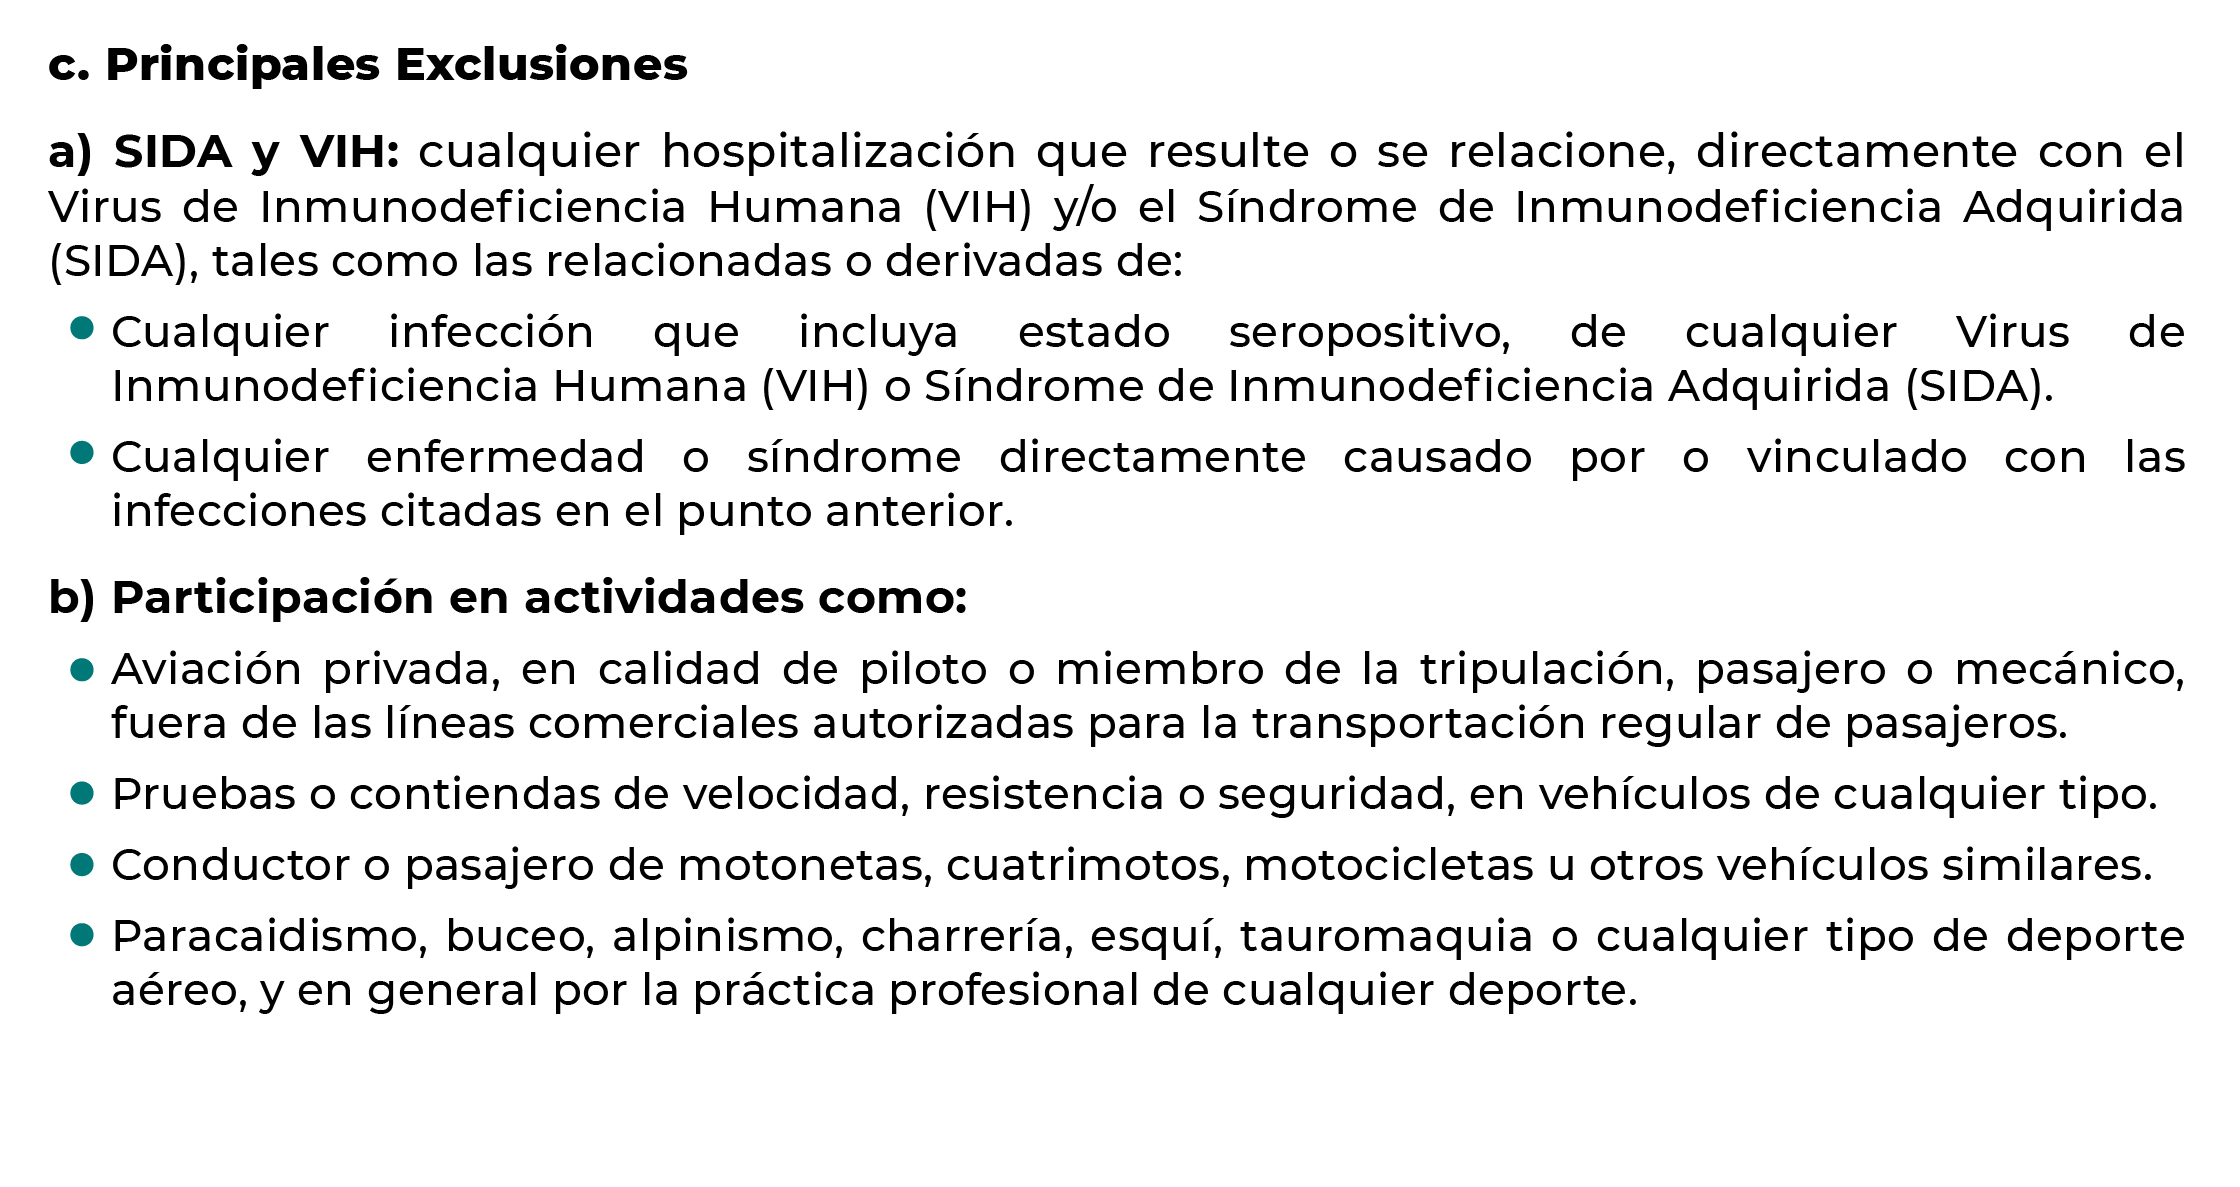 c. Principales Exclusiones
a) SIDA y VIH: cualquier hospitalización que resulte o se relacione, directamente con el
Virus de Inmunodeficiencia Humana (VIH) y/o el Síndrome de Inmunodeficiencia Adquirida
(SIDA), tales como las relacionadas o derivadas de:
● Cualquier infección que incluya estado seropositivo, de cualquier Virus de
Inmunodeficiencia Humana (VIH) o Síndrome de Inmunodeficiencia Adquirida (SIDA).
● Cualquier enfermedad o síndrome directamente causado por o vinculado con las
infecciones citadas en el punto anterior.
b) Participación en actividades como:
● Aviación privada, en calidad de piloto o miembro de la tripulación, pasajero o mecánico,
fuera de las líneas comerciales autorizadas para la transportación regular de pasajeros.
● Pruebas o contiendas de velocidad, resistencia o seguridad, en vehículos de cualquier tipo.
● Conductor o pasajero de motonetas, cuatrimotos, motocicletas u otros vehículos similares.
● Paracaidismo, buceo, alpinismo, charrería, esquí, tauromaquia o cualquier tipo de deporte
aéreo, y en general por la práctica profesional de cualquier deporte.